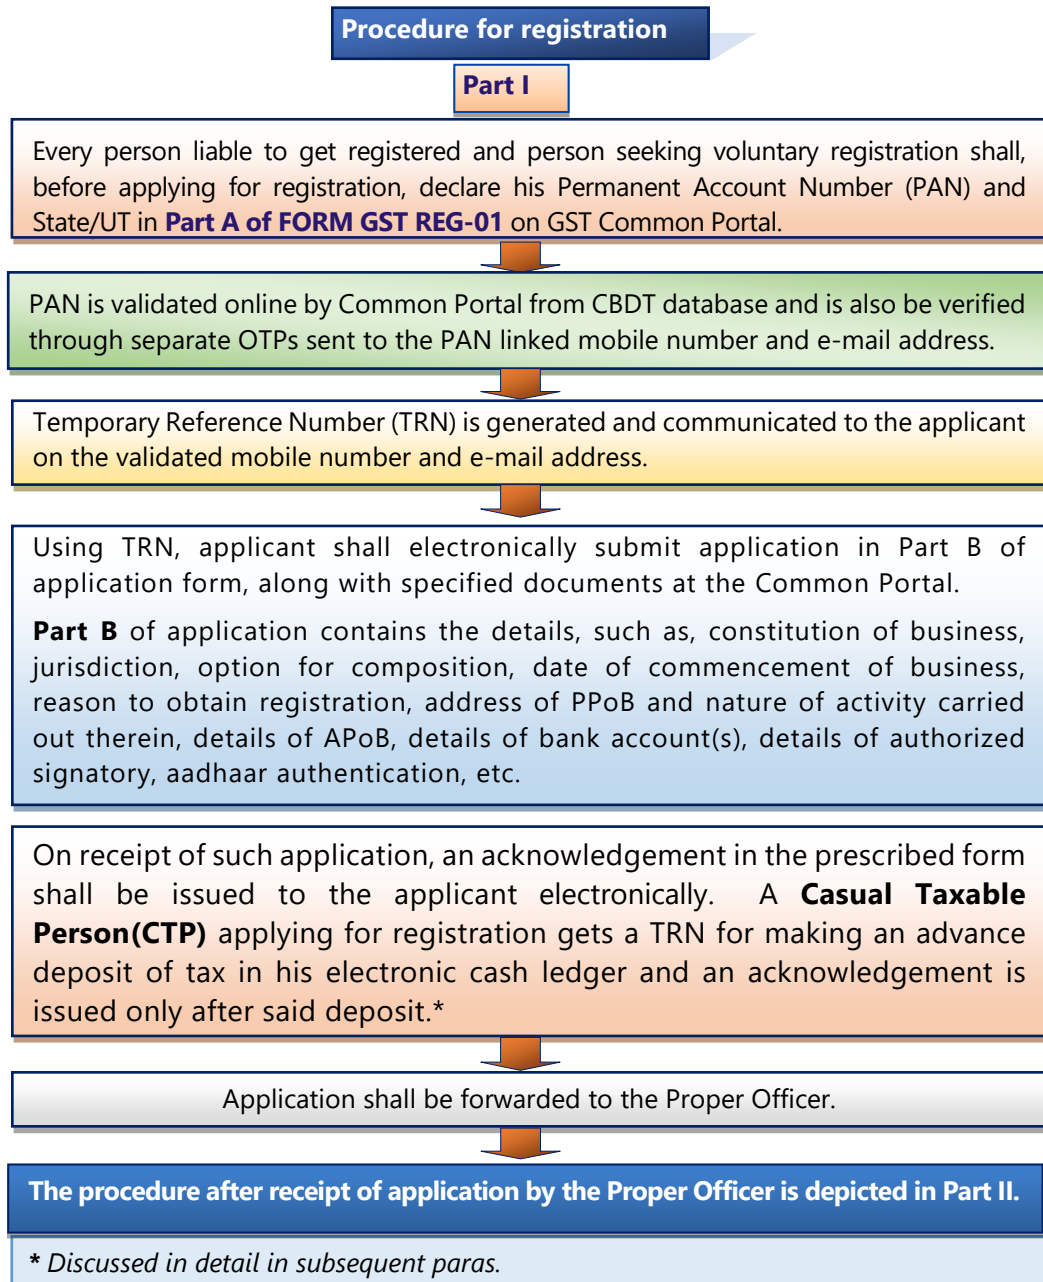 Procedure for registration
Part I
Every person liable to get registered and person seeking voluntary registration shall,
before applying for registration, declare his Permanent Account Number (PAN) and
State/UT in Part A of FORM GST REG-01 on GST Common Portal.
PAN is validated online by Common Portal from CBDT database and is also be verified
through separate OTPs sent to the PAN linked mobile number and e-mail address.
Temporary Reference Number (TRN) is generated and communicated to the applicant
on the validated mobile number and e-mail address.
Using TRN, applicant shall electronically submit application in Part B of
application form, along with specified documents at the Common Portal.
Part B of application contains the details, such as, constitution of business,
jurisdiction, option for composition, date of commencement of business,
reason to obtain registration, address of PPoB and nature of activity carried
out therein, details of APoB, details of bank account(s), details of authorized
signatory, aadhaar authentication, etc.
On receipt of such application, an acknowledgement in the prescribed form
shall be issued to the applicant electronically. A Casual Taxable
Person(CTP) applying for registration gets a TRN for making an advance
deposit of tax in his electronic cash ledger and an acknowledgement is
issued only after said deposit.*
Application shall be forwarded to the Proper Officer.
The procedure after receipt of application by the Proper Officer is depicted in Part II.
* Discussed in detail in subsequent paras.